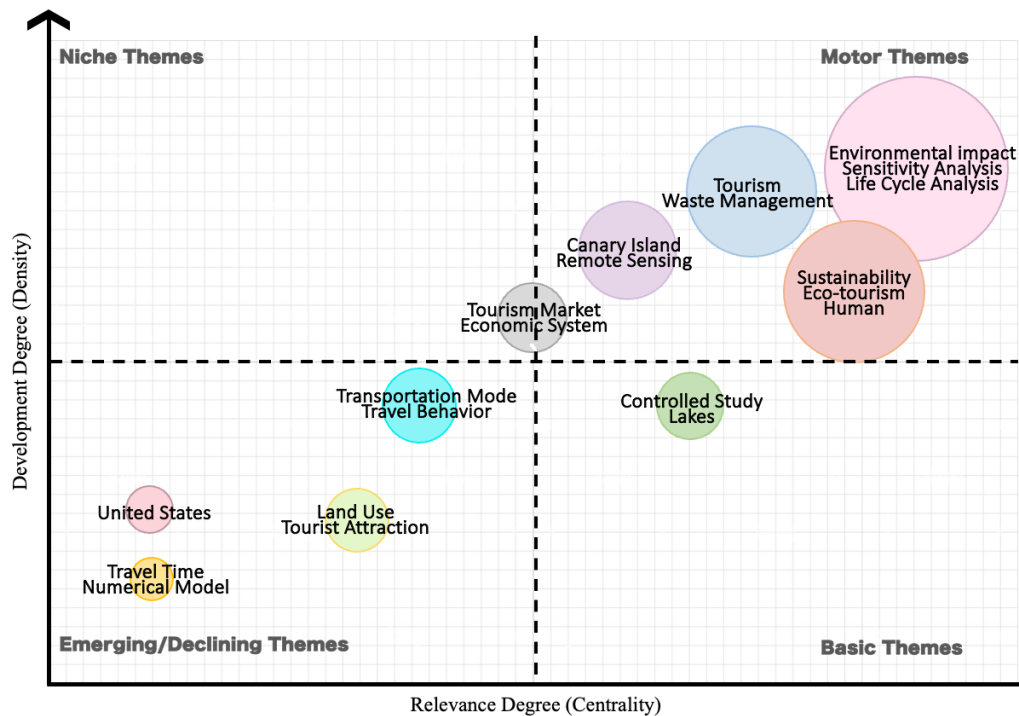 Niche Themes
Motor Themes
Environmental impact
Sensitivity Analysis
Life Cycle Analysis
Tourism
Waste Management
Canary Island
Remote Sensing
Sustainability
Eco-tourism
Human
Tourism Market
Economic System
Transportation Mode
Travel Behavior
Controlled Study
Lakes
United States
Land Use
Tourist Attraction
Travel Time
Numerical Model
Emerging/Declining Themes
Basic Themes
Development Degree (Density)
Relevance Degree (Centrality)